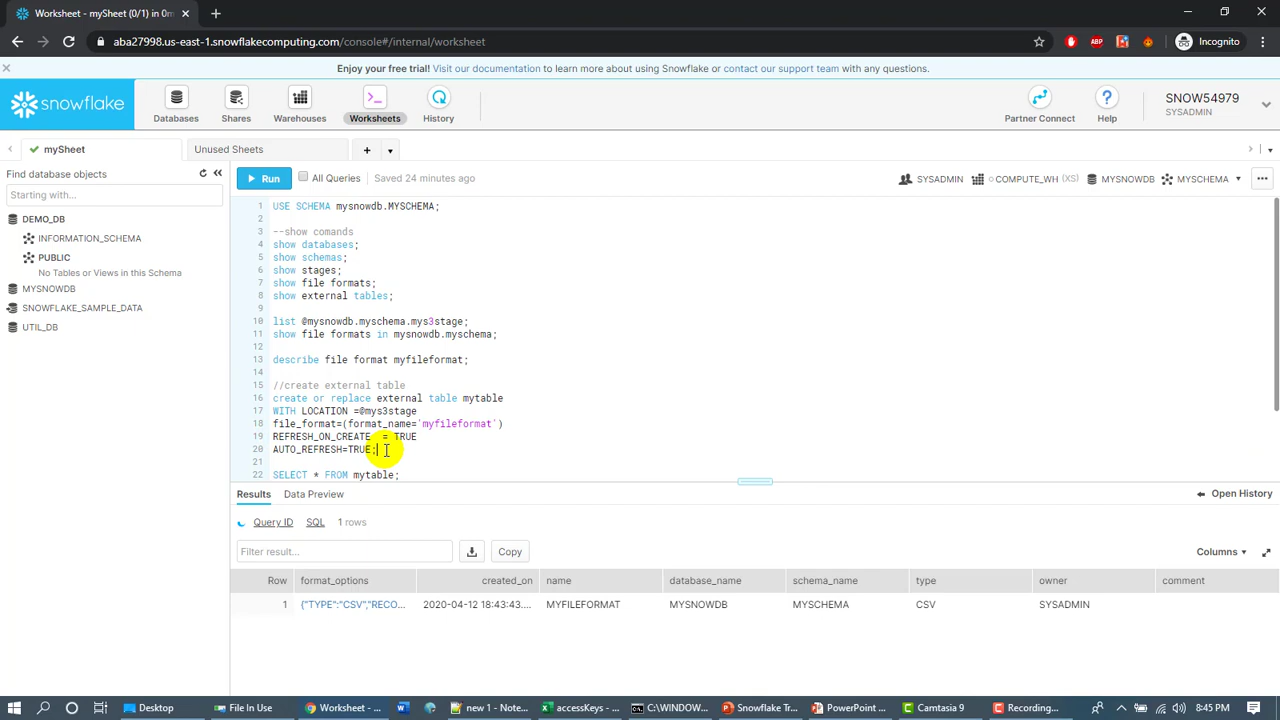 Worksheet - mySheet (0/1) in 0m
aba27998.us-east-1.snowflakecomputing.com/console#/internal/worksheet
ABP
Incognito
Enjoy your free trial! Visit our documentation to learn more about using Snowflake or contact our support team with any questions.
snowflake
Databases
Shares
Warehouses
Worksheets
History
Partner Connect
Help
SNOW54979
SYSADMIN
mySheet
Unused Sheets
Find database objects
Starting with...
DEMO_DB
INFORMATION_SCHEMA
PUBLIC
No Tables or Views in this Schema
MYSNOWDB
SNOWFLAKE_SAMPLE_DATA
UTIL_DB
Run
All Queries
Saved 24 minutes ago
SYSADMIN
COMPUTE_WH (XS)
MYSNOWDB
MYSCHEMA
1 USE SCHEMA mysnowdb.MYSCHEMA;
2
3 --show comands
4 show databases;
5 show schemas;
6 show stages;
7 show file formats;
8 show external tables;
9
10 list @mysnowdb.myschema.mys3stage;
11 show file formats in mysnowdb.myschema;
12
13 describe file format myfileformat;
14
15 //create external table
16 create or replace external table mytable
17 WITH LOCATION =@mys3stage
18 file_format=(format_name='myfileformat')
19 REFRESH_ON_CREATE  = TRUE
20 AUTO_REFRESH=TRUE;
21
22 SELECT * FROM mytable;
Results
Data Preview
Open History
Query ID
SQL
1 rows
Filter result...
Copy
Columns
Row format_options created_on name database_name schema_name type owner comment
1 {"TYPE":"CSV","RECO... 2020-04-12 18:43:43.... MYFILEFORMAT MYSNOWDB MYSCHEMA CSV SYSADMIN
Desktop
File In Use
Worksheet - m...
new 1 - Note...
accessKeys - ...
C:\WINDOW...
Snowflake Tr...
PowerPoint ...
Camtasia 9
Recording...
8:45 PM